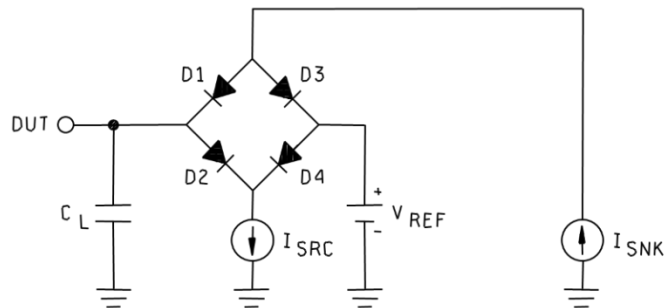 D1
D3
DUT
D2
D4
+
C L
V REF
-
I SRC
I SNK